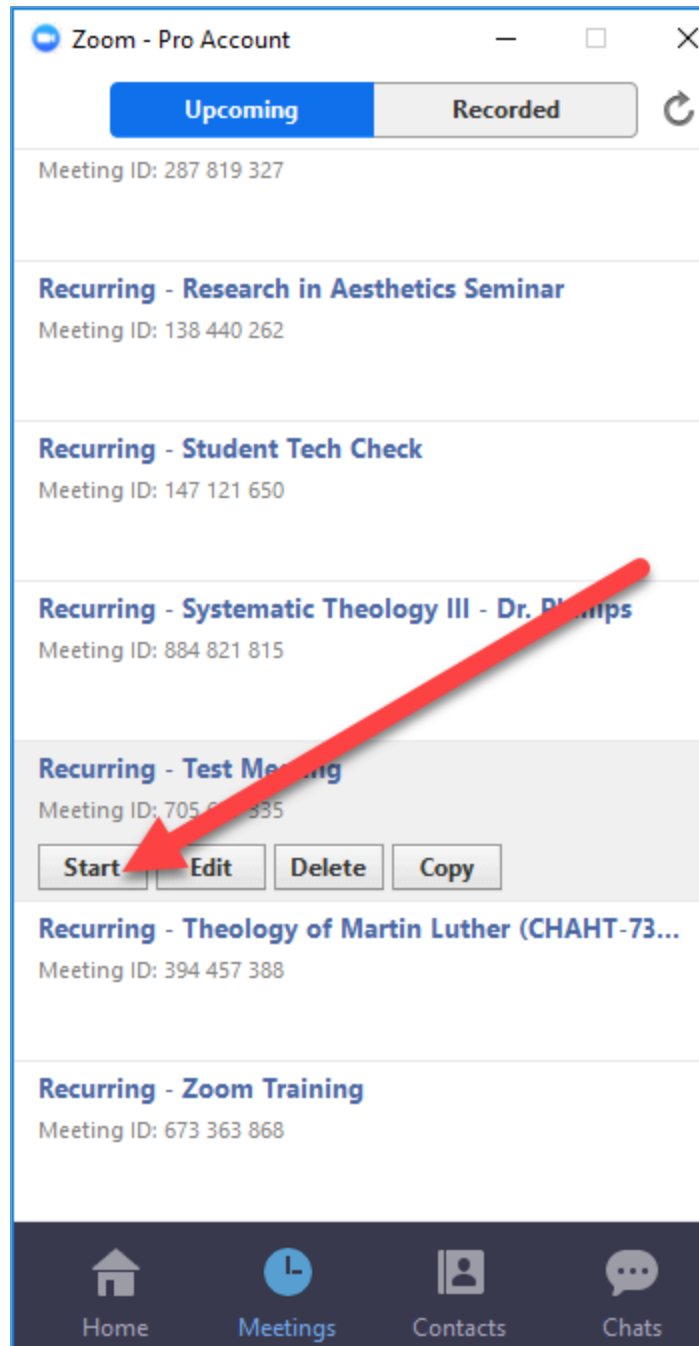 Zoom - Pro Account
Upcoming Recorded
Meeting ID: 287 819 327
Recurring - Research in Aesthetics Seminar
Meeting ID: 138 440 262
Recurring - Student Tech Check
Meeting ID: 147 121 650
Recurring - Systematic Theology III - Dr.
Meeting ID: 884 821 815
Recurring - Test Meeting
Meeting ID: 705
Start Edit Delete Copy
Recurring - Theology of Martin Luther (CHAHT-73...
Meeting ID: 394 457 388
Recurring - Zoom Training
Meeting ID: 673 363 868
Home Meetings Contacts Chats